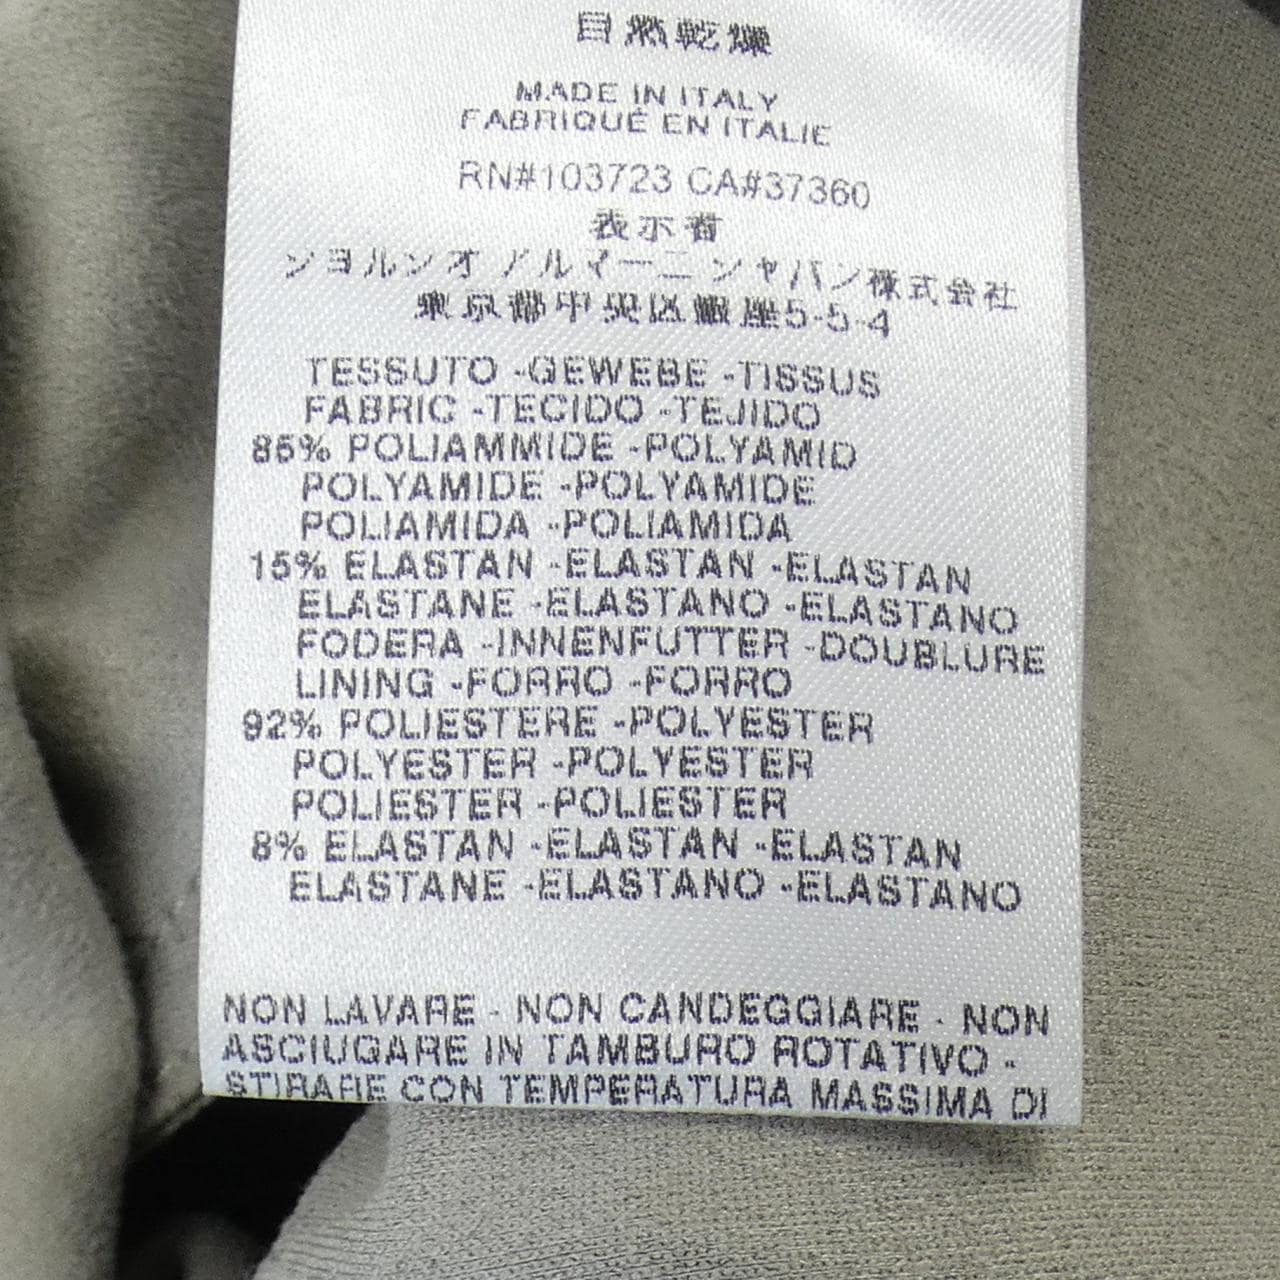 自然乾燥
MADE IN ITALY
FABRIQUÉ EN ITALIE
RN#103723 CA#37360
表示者
ジョルジオ アルマーニ ジャパン株式会社
東京都中央区銀座5-5-4
TESSUTO -GEWEBE -TISSUS
FABRIC -TECIDO -TEJIDO
85% POLIAMMIDE -POLYAMID
POLYAMIDE -POLYAMIDE
POLIAMIDA -POLIAMIDA
15% ELASTAN -ELASTAN -ELASTAN
ELASTANE -ELASTANO -ELASTANO
FODERA -INNENFUTTER -DOUBLURE
LINING -FORRO -FORRO
92% POLIESTERE -POLYESTER
POLYESTER -POLYESTER
POLIESTER -POLIESTER
8% ELASTAN -ELASTAN -ELASTAN
ELASTANE -ELASTANO -ELASTANO
NON LAVARE - NON CANDEGGIARE - NON
ASCIUGARE IN TAMBURO ROTATIVO -
STIRARE CON TEMPERATURA MASSIMA DI